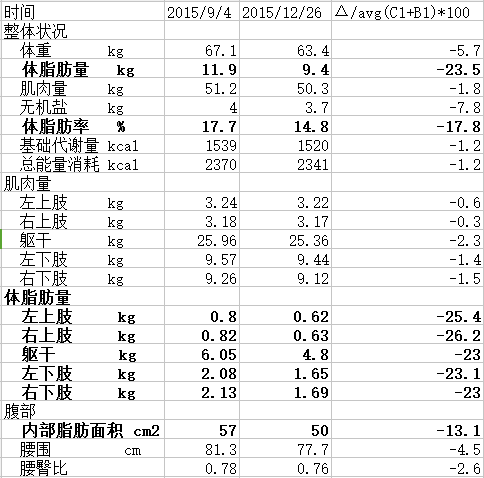 时间 2015/9/4 2015/12/26 △/avg(C1+B1)*100
整体状况
体重 kg 67.1 63.4 -5.7
体脂肪量 kg 11.9 9.4 -23.5
肌肉量 kg 51.2 50.3 -1.8
无机盐 kg 4 3.7 -7.8
体脂肪率 % 17.7 14.8 -17.8
基础代谢量 kcal 1539 1520 -1.2
总能量消耗 kcal 2370 2341 -1.2
肌肉量
左上肢 kg 3.24 3.22 -0.6
右上肢 kg 3.18 3.17 -0.3
躯干 kg 25.96 25.36 -2.3
左下肢 kg 9.57 9.44 -1.4
右下肢 kg 9.26 9.12 -1.5
体脂肪量
左上肢 kg 0.8 0.62 -25.4
右上肢 kg 0.82 0.63 -26.2
躯干 kg 6.05 4.8 -23
左下肢 kg 2.08 1.65 -23.1
右下肢 kg 2.13 1.69 -23
腹部
内部脂肪面积 cm2 57 50 -13.1
腰围 cm 81.3 77.7 -4.5
腰臀比 0.78 0.76 -2.6